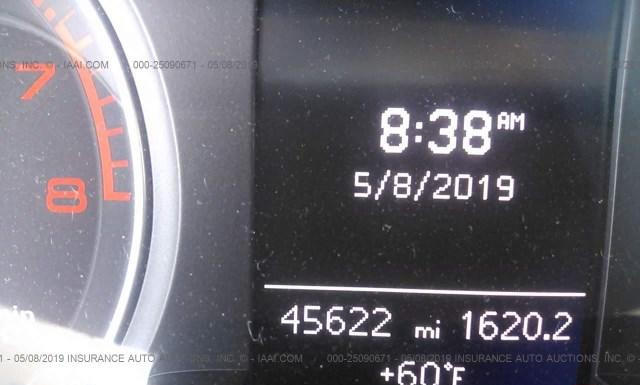 AUCTIONS, INC. © - IAAI.COM 000-25090671 - 05/08/2019
7
8
8:38 AM
5/8/2019
45622 mi 1620.2
- 05/08/2019 INSURANCE AUTO AUCTIONS, INC. © - IAAI.COM 000-25090671 - 05/08/2019 INSURANCE AUTO AUCTIONS, INC.
+60°F